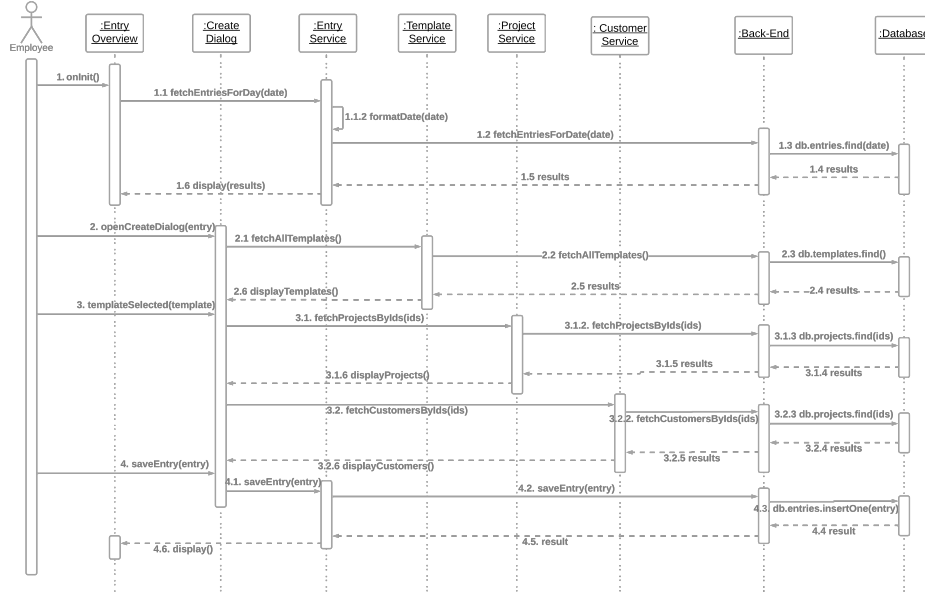 :Entry
Overview
:Create
Dialog
:Entry
Service
:Template
Service
:Project
Service
: Customer
Service
:Back-End
:Database
Employee
1. onInit()
1.1 fetchEntriesForDay(date)
1.1.2 formatDate(date)
1.2 fetchEntriesForDate(date)
1.3 db.entries.find(date)
1.4 results
1.5 results
1.6 display(results)
2. openCreateDialog(entry)
2.1 fetchAllTemplates()
2.2 fetchAllTemplates()
2.3 db.templates.find()
2.4 results
2.5 results
2.6 displayTemplates()
3. templateSelected(template)
3.1. fetchProjectsByIds(ids)
3.1.2. fetchProjectsByIds(ids)
3.1.3 db.projects.find(ids)
3.1.4 results
3.1.5 results
3.1.6 displayProjects()
3.2. fetchCustomersByIds(ids)
3.2.2. fetchCustomersByIds(ids)
3.2.3 db.projects.find(ids)
3.2.4 results
3.2.5 results
3.2.6 displayCustomers()
4. saveEntry(entry)
4.1. saveEntry(entry)
4.2. saveEntry(entry)
4.3. db.entries.insertOne(entry)
4.4 result
4.5. result
4.6. display()